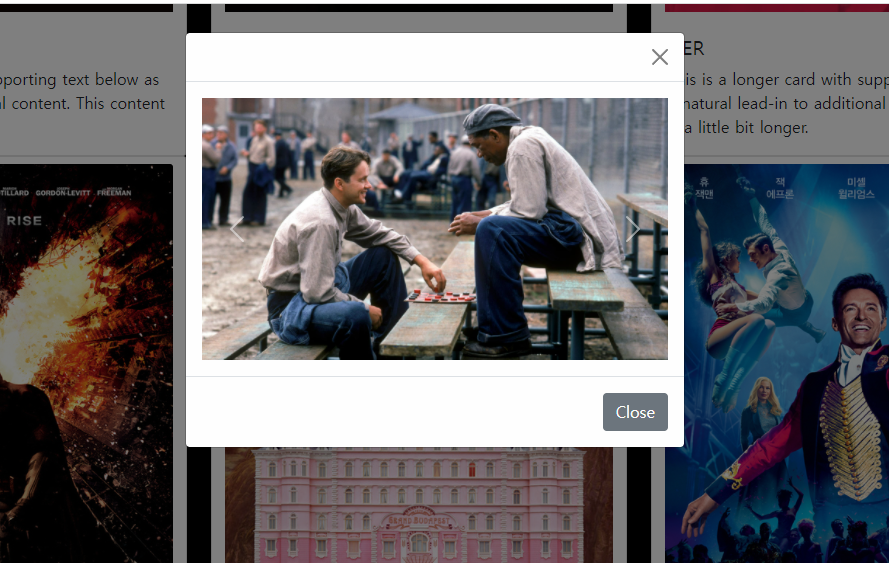 ER
pporting text below as
al content. This content
is is a longer card with supp
natural lead-in to additional
a little bit longer.
Close
GORDON-LEVITT
FREEMAN
RISE
휴
잭맨
잭
에프론
미셸
윌리엄스
GRAND BUDAPEST